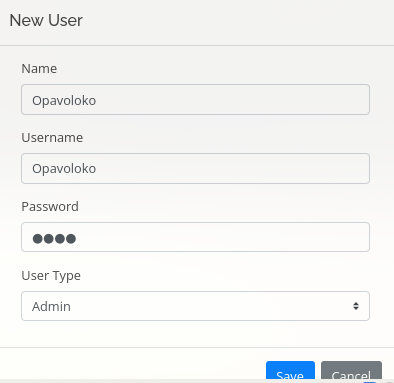 New User
Name
Opavoloko
Username
Opavoloko
Password
●●●●
User Type
Admin
Save Cancel